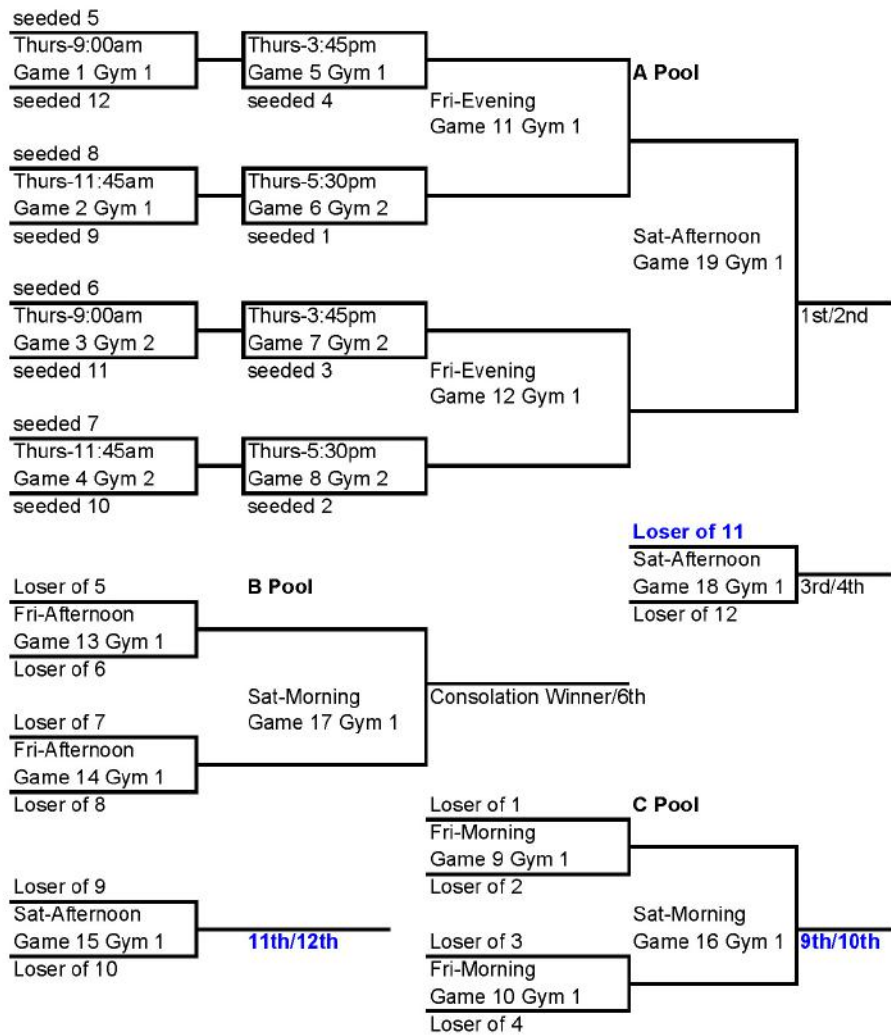 seeded 5
Thurs-9:00am
Game 1 Gym 1
seeded 12
Thurs-3:45pm
Game 5 Gym 1
seeded 4
Fri-Evening
Game 11 Gym 1
A Pool
seeded 8
Thurs-11:45am
Game 2 Gym 1
seeded 9
Thurs-5:30pm
Game 6 Gym 2
seeded 1
Sat-Afternoon
Game 19 Gym 1
1st/2nd
seeded 6
Thurs-9:00am
Game 3 Gym 2
seeded 11
Thurs-3:45pm
Game 7 Gym 2
seeded 3
Fri-Evening
Game 12 Gym 1
seeded 7
Thurs-11:45am
Game 4 Gym 2
seeded 10
Thurs-5:30pm
Game 8 Gym 2
seeded 2
Loser of 11
Sat-Afternoon
Game 18 Gym 1
Loser of 12
3rd/4th
Loser of 5
Fri-Afternoon
Game 13 Gym 1
Loser of 6
B Pool
Sat-Morning
Game 17 Gym 1
Consolation Winner/6th
Loser of 7
Fri-Afternoon
Game 14 Gym 1
Loser of 8
Loser of 1
Fri-Morning
Game 9 Gym 1
Loser of 2
C Pool
Loser of 9
Sat-Afternoon
Game 15 Gym 1
Loser of 10
11th/12th
Loser of 3
Fri-Morning
Game 10 Gym 1
Loser of 4
Sat-Morning
Game 16 Gym 1
9th/10th